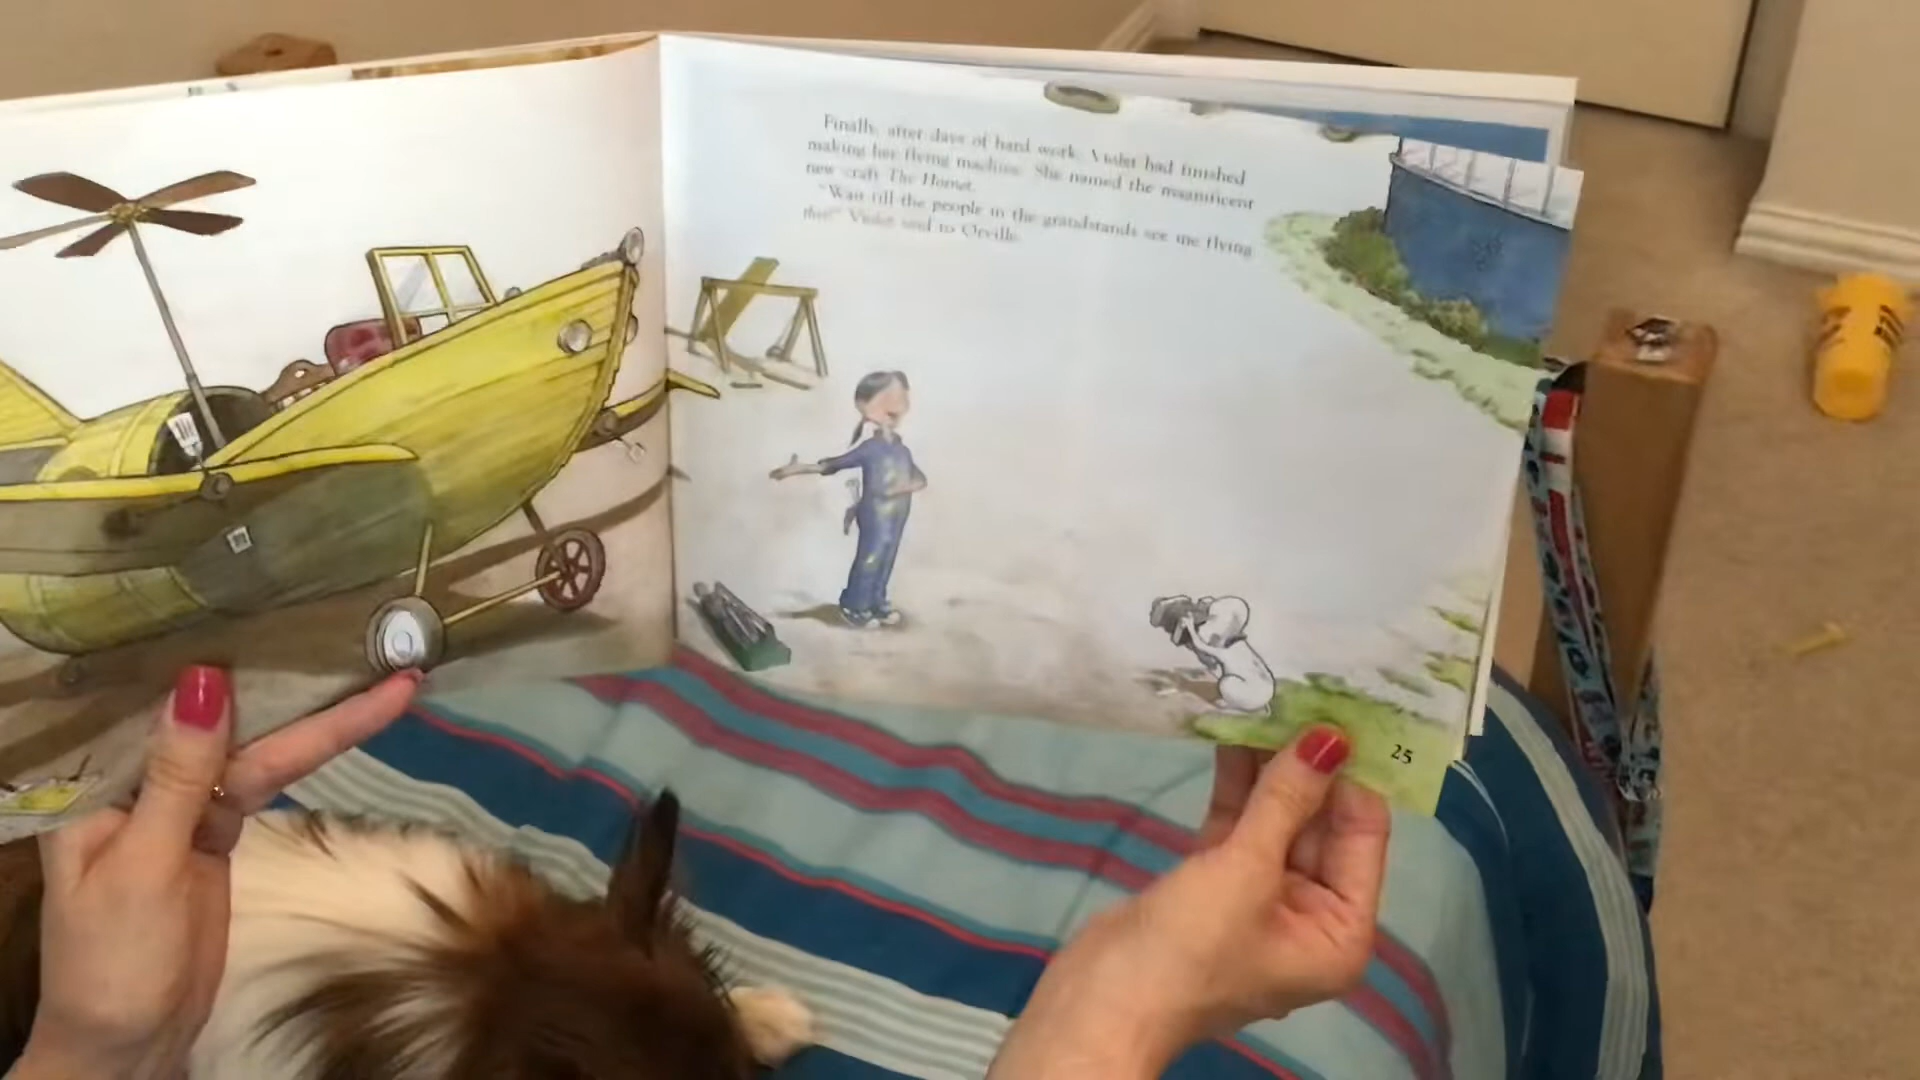 Finally, after days of hard work, Violet had finished
making her flying machine. She named the magnificent
new craft The Hornet.
"Wait till the people in the grandstands see me flying
this!" Violet said to Orville.
25